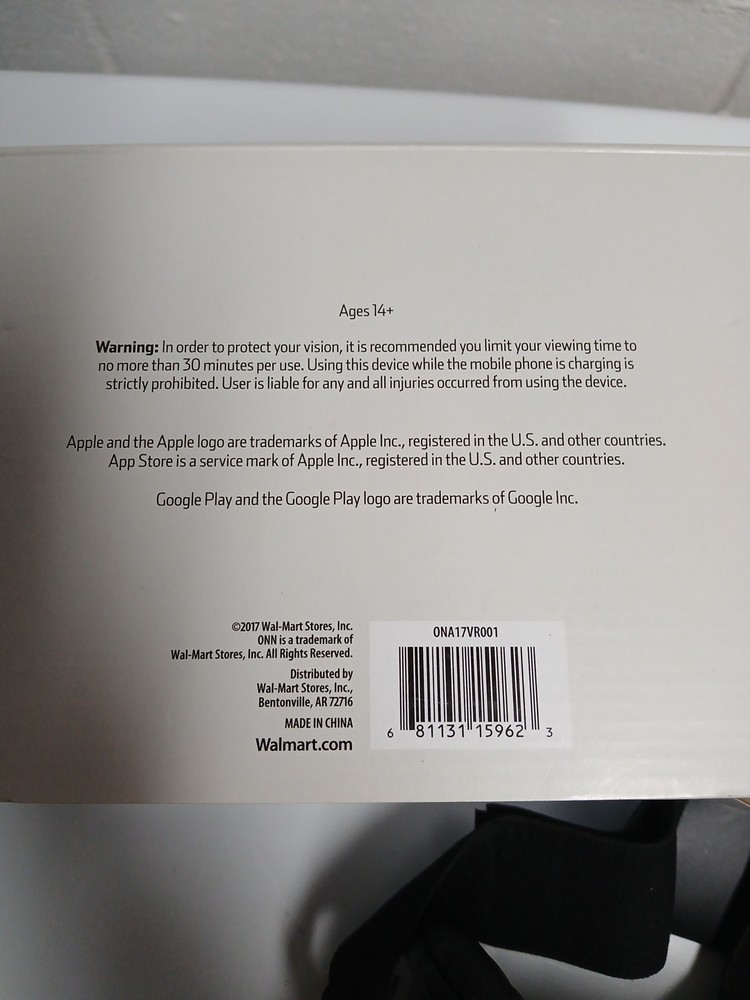 Ages 14+
Warning: In order to protect your vision, it is recommended you limit your viewing time to
no more than 30 minutes per use. Using this device while the mobile phone is charging is
strictly prohibited. User is liable for any and all injuries occurred from using the device.
Apple and the Apple logo are trademarks of Apple Inc., registered in the U.S. and other countries.
App Store is a service mark of Apple Inc., registered in the U.S. and other countries.
Google Play and the Google Play logo are trademarks of Google Inc.
©2017 Wal-Mart Stores, Inc.
ONN is a trademark of
Wal-Mart Stores, Inc. All Rights Reserved.
Distributed by
Wal-Mart Stores, Inc.,
Bentonville, AR 72716
MADE IN CHINA
Walmart.com
ONA17VR001
6 81131 15962 3